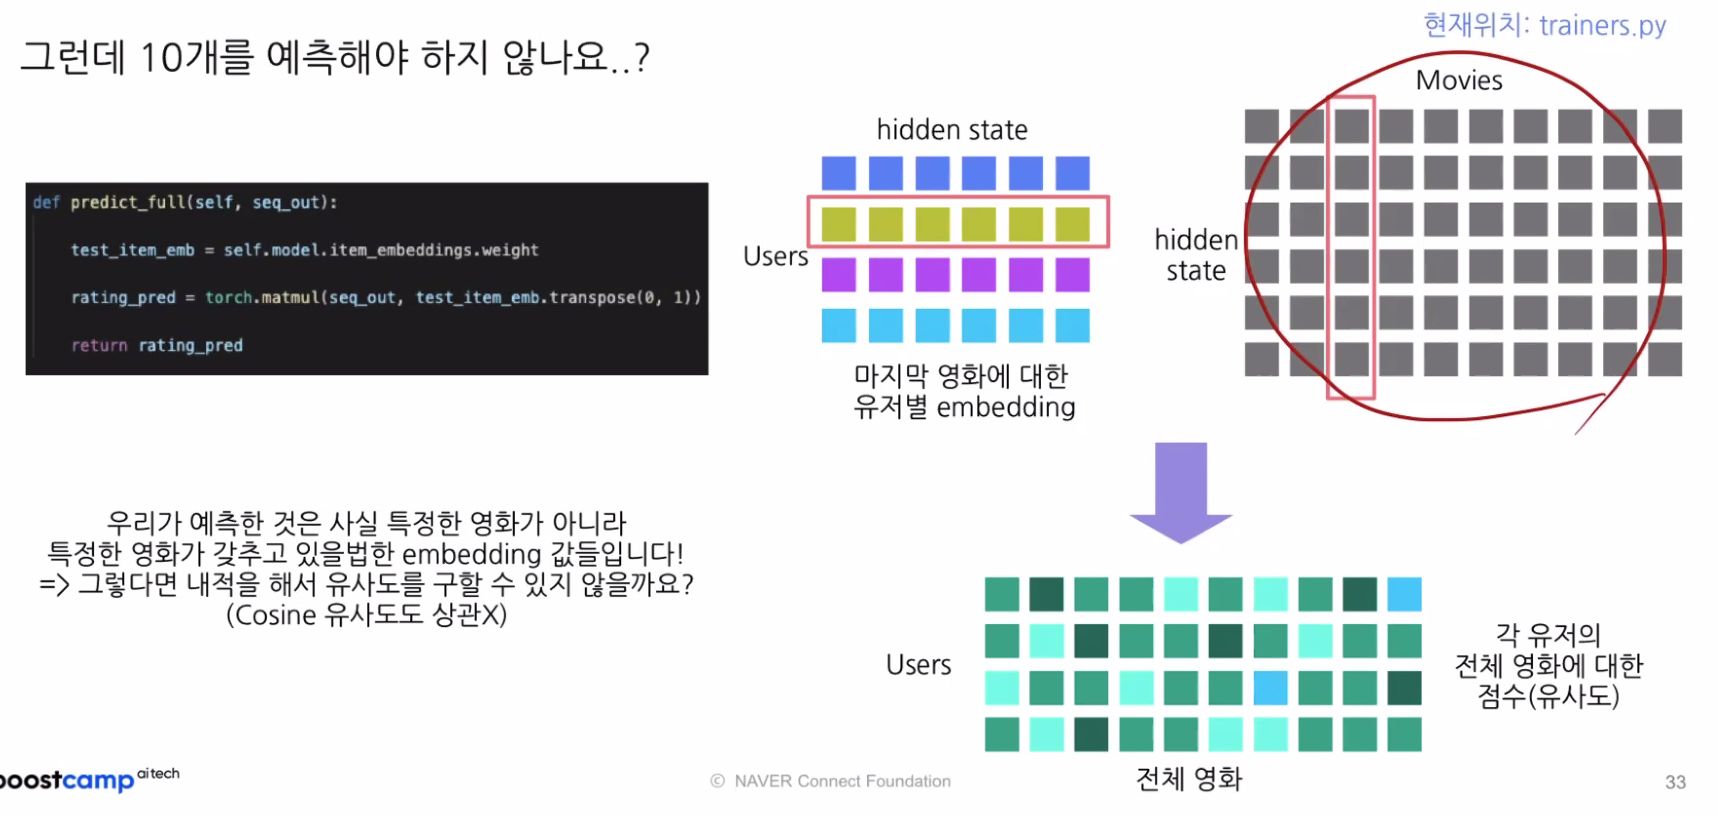 현재위치: trainers.py
그런데 10개를 예측해야 하지 않나요..?
def predict_full(self, seq_out):
test_item_emb = self.model.item_embeddings.weight
rating_pred = torch.matmul(seq_out, test_item_emb.transpose(0, 1))
return rating_pred
우리가 예측한 것은 사실 특정한 영화가 아니라
특정한 영화가 갖추고 있을법한 embedding 값들입니다!
=> 그렇다면 내적을 해서 유사도를 구할 수 있지 않을까요?
(Cosine 유사도도 상관X)
hidden state
Users
마지막 영화에 대한
유저별 embedding
Movies
hidden
state
Users
각 유저의
전체 영화에 대한
점수(유사도)
전체 영화
boostcamp ai tech
© NAVER Connect Foundation
33